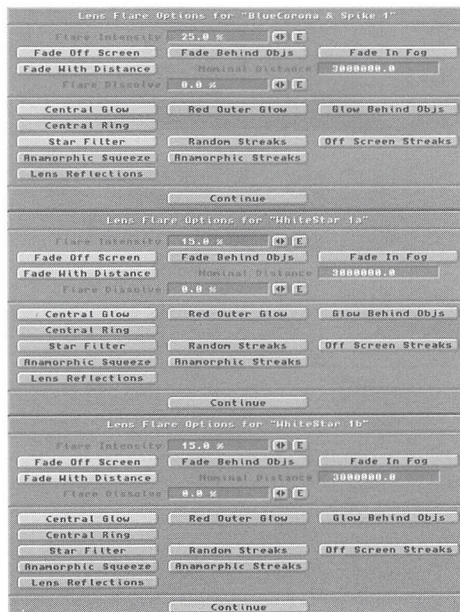 Lens Flare Options for "BlueCorona & Spike 1"
Flare Intensity 25.0 % E
Fade Off Screen Fade Behind Objs Fade In Fog
Fade With Distance Nominal Distance 3000000.0
Flare Dissolve 0.0 % E
Central Glow Red Outer Glow Glow Behind Objs
Central Ring
Star Filter Random Streaks Off Screen Streaks
Anamorphic Squeeze Anamorphic Streaks
Lens Reflections
Continue
Lens Flare Options for "WhiteStar 1a"
Flare Intensity 15.0 % E
Fade Off Screen Fade Behind Objs Fade In Fog
Fade With Distance Nominal Distance 3000000.0
Flare Dissolve 0.0 % E
Central Glow Red Outer Glow Glow Behind Objs
Central Ring
Star Filter Random Streaks Off Screen Streaks
Anamorphic Squeeze Anamorphic Streaks
Lens Reflections
Continue
Lens Flare Options for "WhiteStar 1b"
Flare Intensity 15.0 % E
Fade Off Screen Fade Behind Objs Fade In Fog
Fade With Distance Nominal Distance 3000000.0
Flare Dissolve 0.0 % E
Central Glow Red Outer Glow Glow Behind Objs
Central Ring
Star Filter Random Streaks Off Screen Streaks
Anamorphic Squeeze Anamorphic Streaks
Lens Reflections
Continue